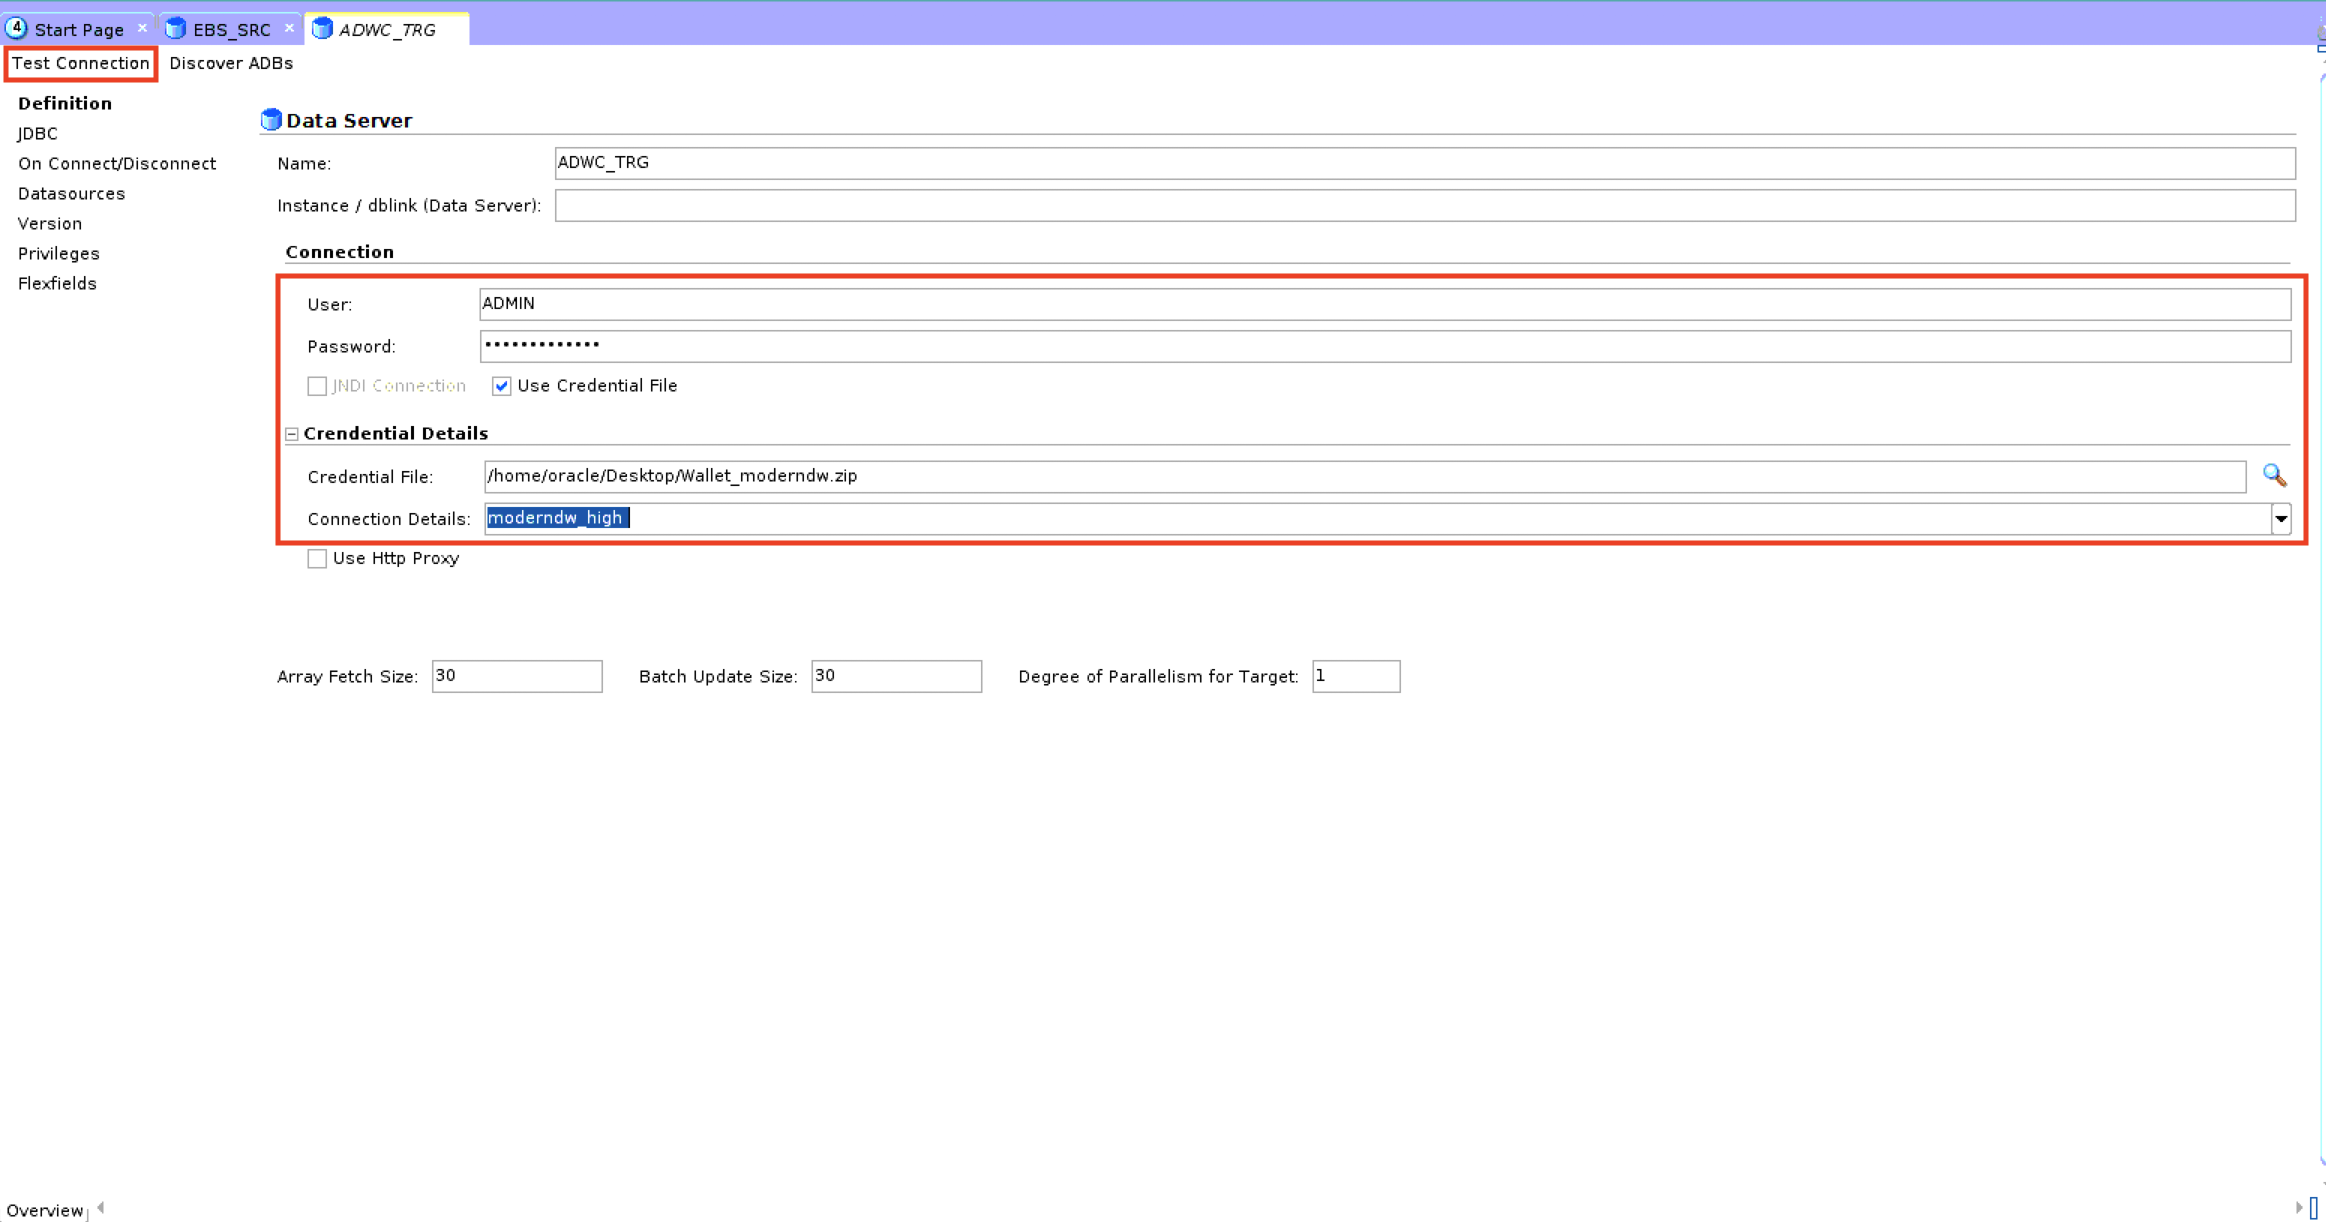 4 Start Page × EBS_SRC × ADWC_TRG
Test Connection Discover ADBs
Definition
JDBC
On Connect/Disconnect
Datasources
Version
Privileges
Flexfields
Data Server
Name: ADWC_TRG
Instance / dblink (Data Server):
Connection
User: ADMIN
Password: •••••••••••••
JNDI Connection Use Credential File
Crendential Details
Credential File: /home/oracle/Desktop/Wallet_moderndw.zip
Connection Details: moderndw_high
Use Http Proxy
Array Fetch Size: 30 Batch Update Size: 30 Degree of Parallelism for Target: 1
Overview